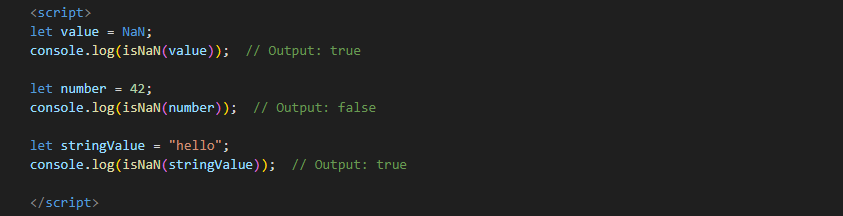 <script>
let value = NaN;
console.log(isNaN(value));  // Output: true
let number = 42;
console.log(isNaN(number));  // Output: false
let stringValue = "hello";
console.log(isNaN(stringValue));  // Output: true
</script>